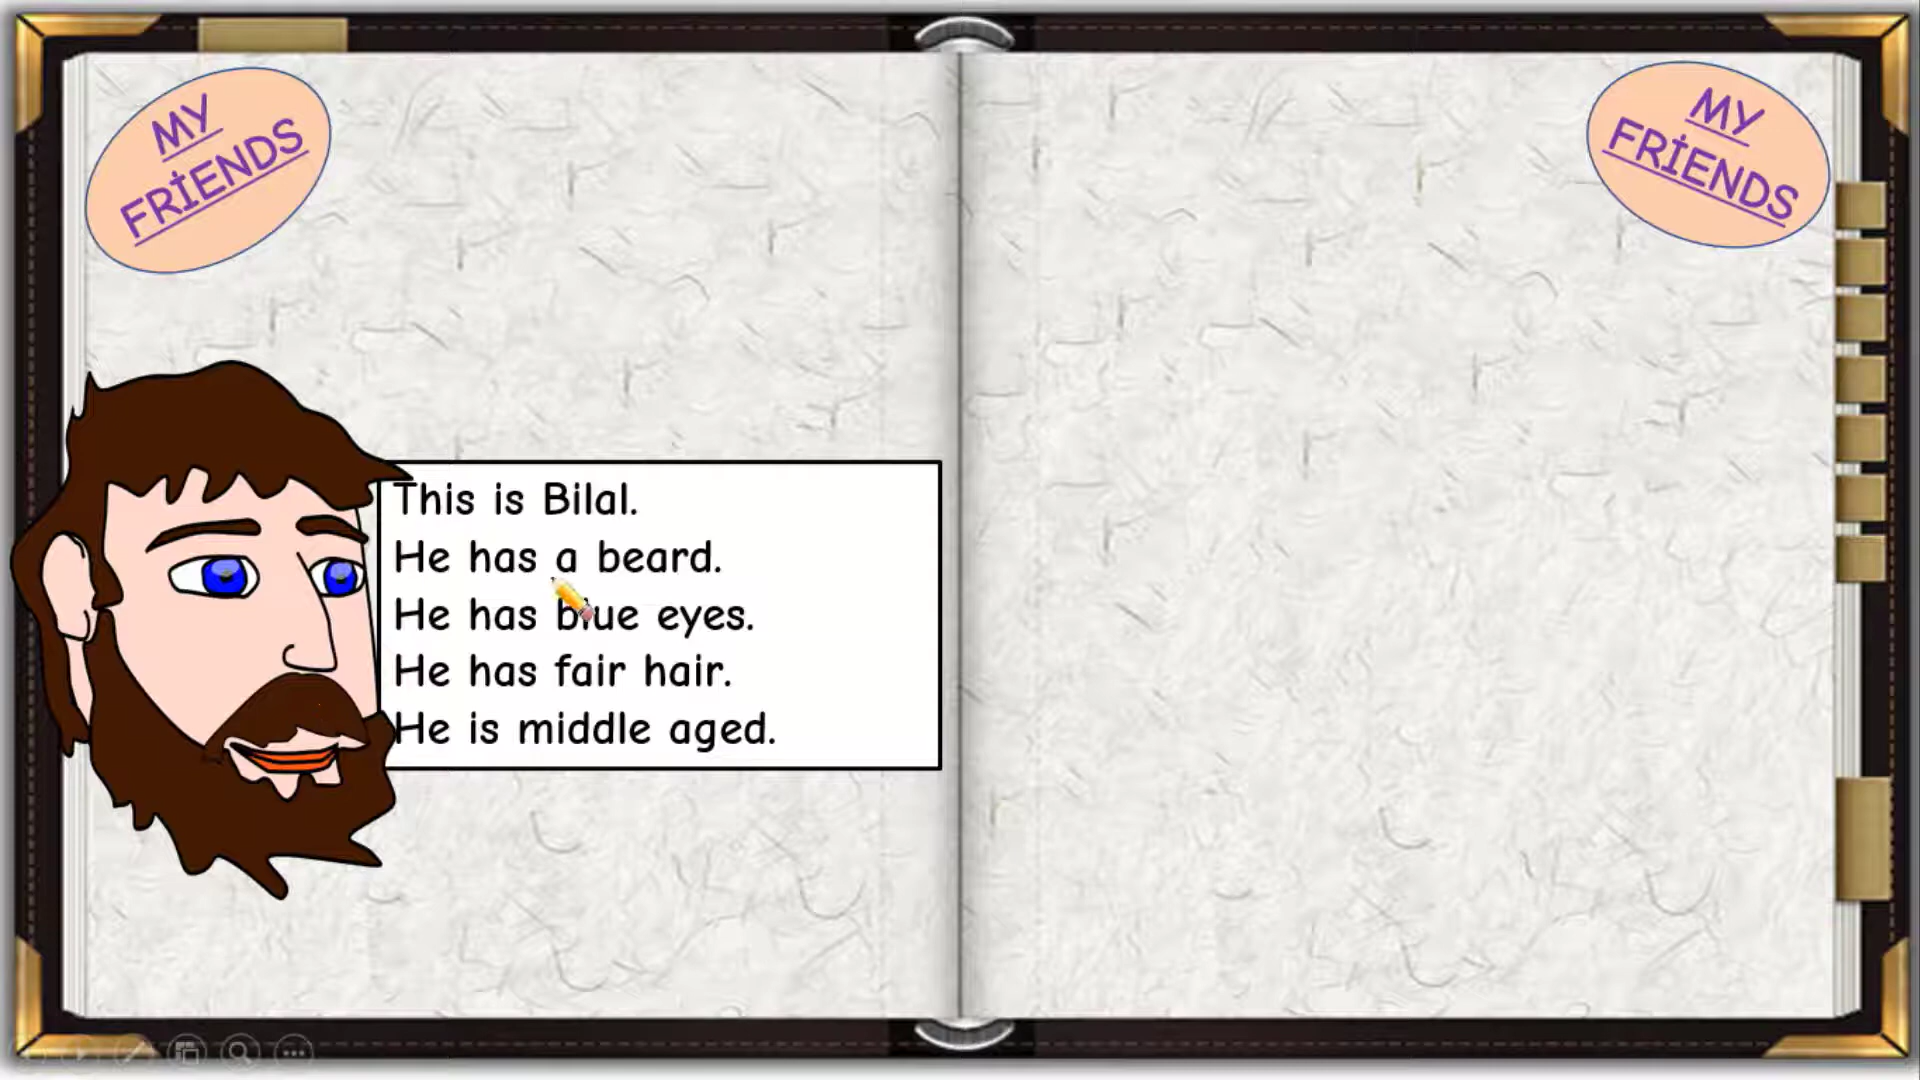 MY
FRİENDS
This is Bilal.
He has a beard.
He has blue eyes.
He has fair hair.
He is middle aged.
MY
FRİENDS